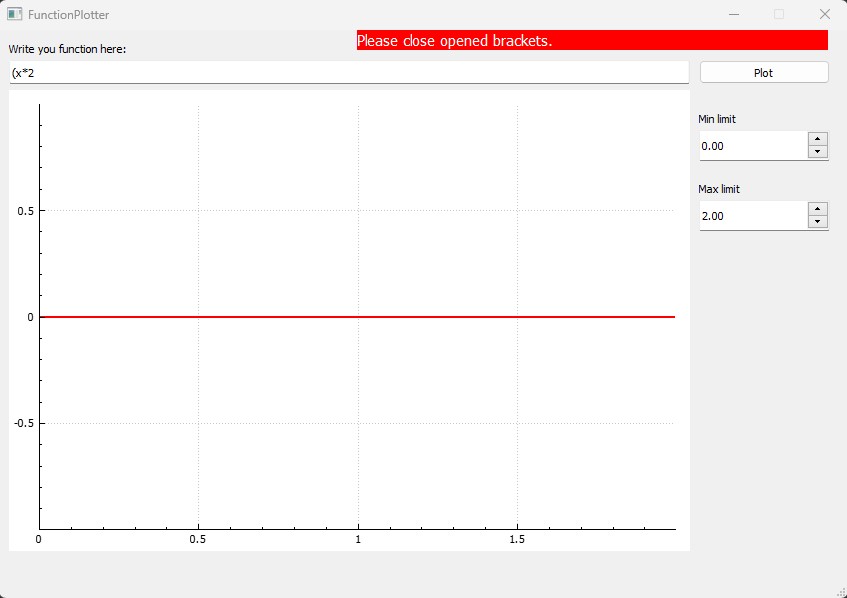 FunctionPlotter
Please close opened brackets.
Write you function here:
(x*2
Plot
Min limit
0.00
Max limit
2.00
0.5
0
-0.5
0
0.5
1
1.5